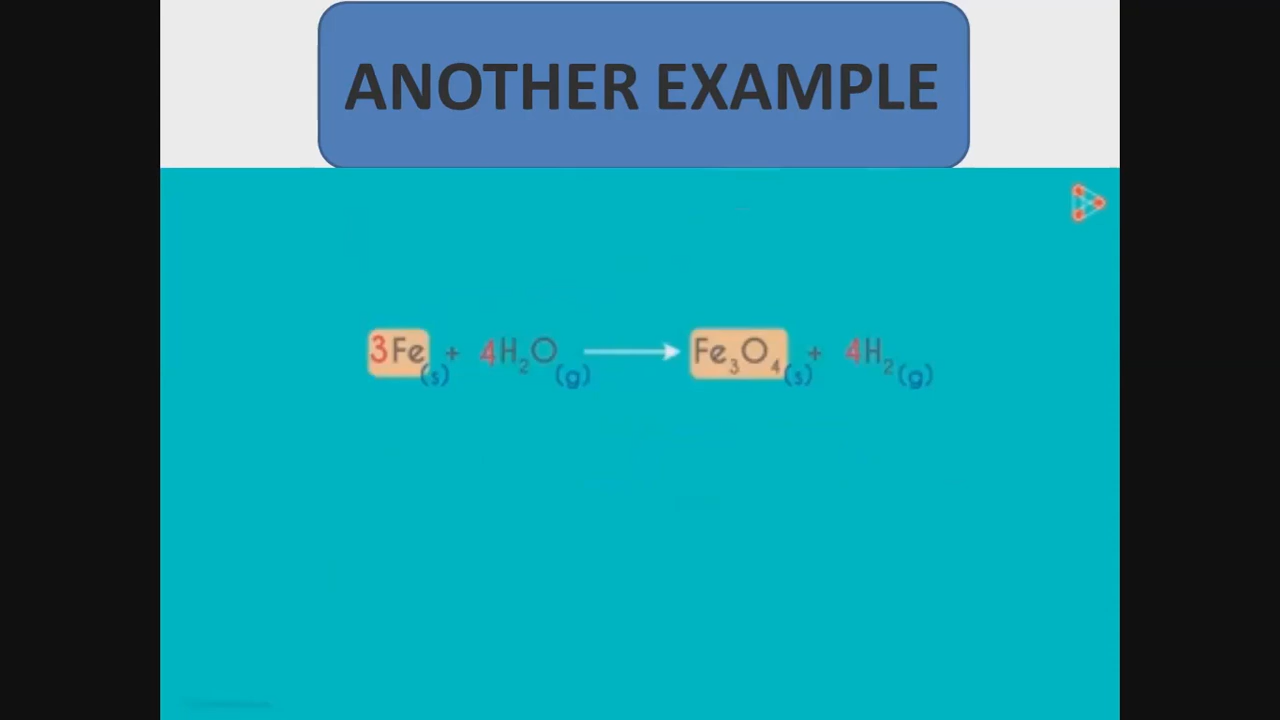 ANOTHER EXAMPLE
3Fe(s) + 4H₂O(g) ⟶ Fe₃O₄(s) + 4H₂(g)